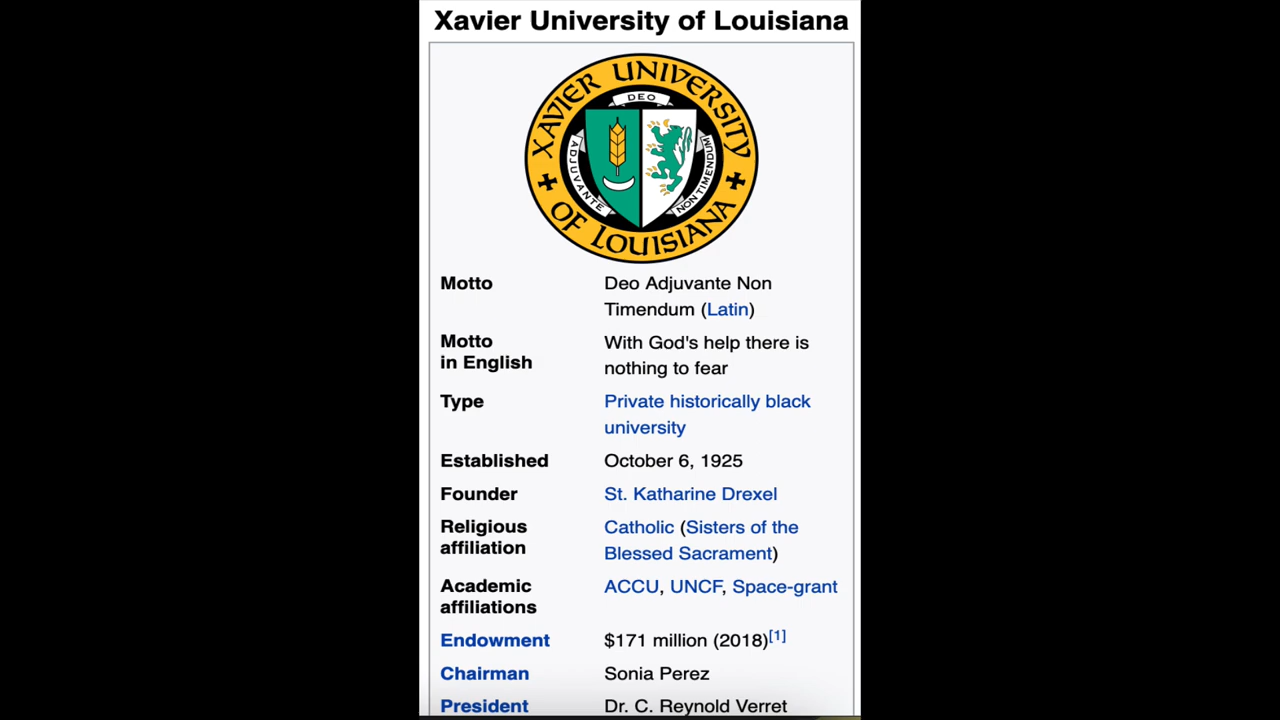 Xavier University of Louisiana
XAVIER UNIVERSITY
DEO
ADJUVANTE
NON TIMENDUM
OF LOUISIANA
Motto Deo Adjuvante Non
Timendum (Latin)
Motto
in English With God's help there is
nothing to fear
Type Private historically black
university
Established October 6, 1925
Founder St. Katharine Drexel
Religious
affiliation Catholic (Sisters of the
Blessed Sacrament)
Academic
affiliations ACCU, UNCF, Space-grant
Endowment $171 million (2018)[1]
Chairman Sonia Perez
President Dr. C. Reynold Verret